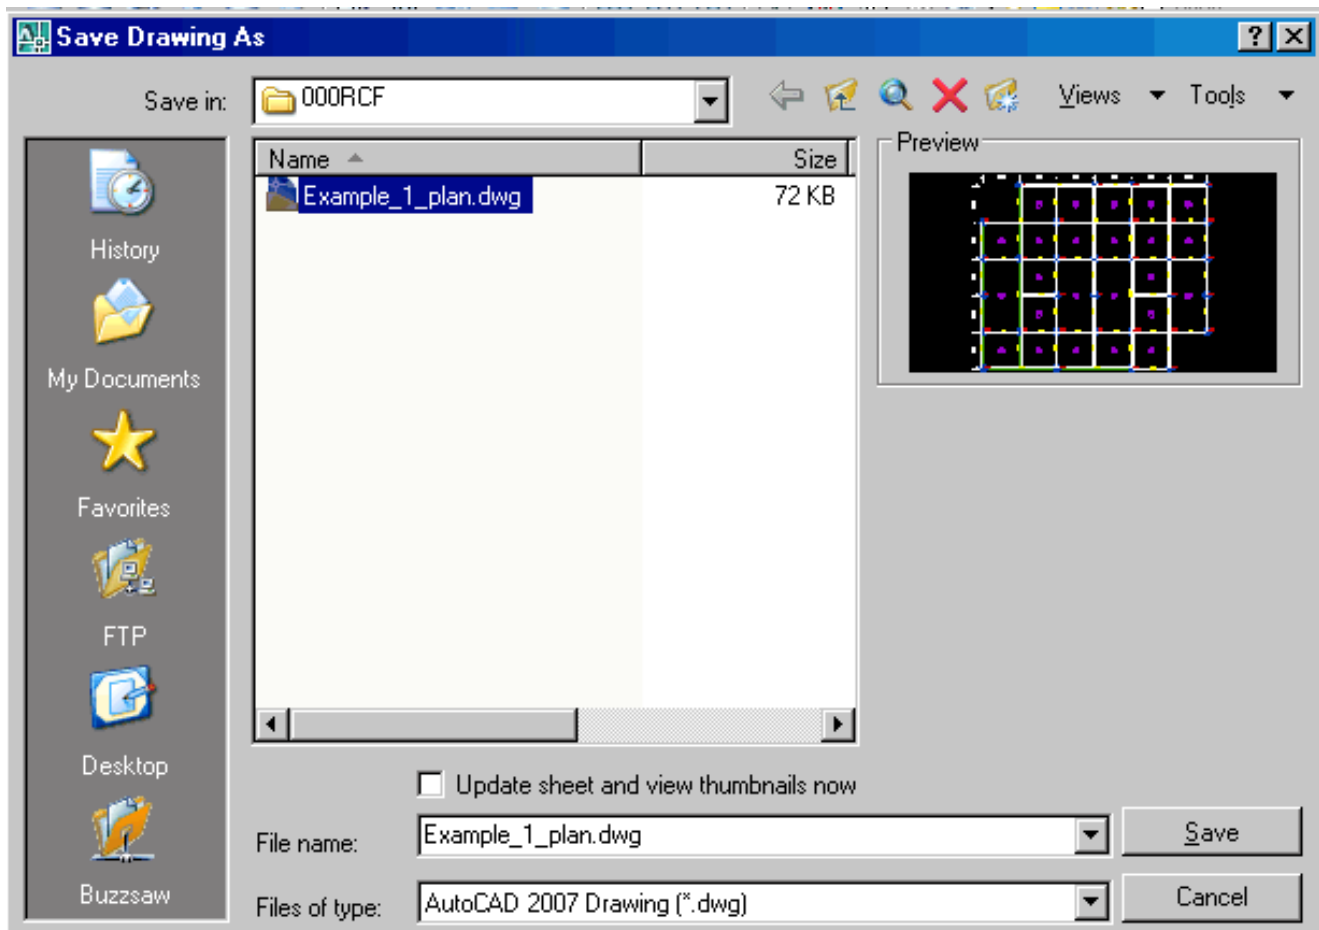 Save Drawing As
Save in: 000RCF Views Tools
Name Size Preview
Example_1_plan.dwg 72 KB
History
My Documents
Favorites
FTP
Desktop
Buzzsaw
Update sheet and view thumbnails now
File name: Example_1_plan.dwg Save
Files of type: AutoCAD 2007 Drawing (*.dwg) Cancel